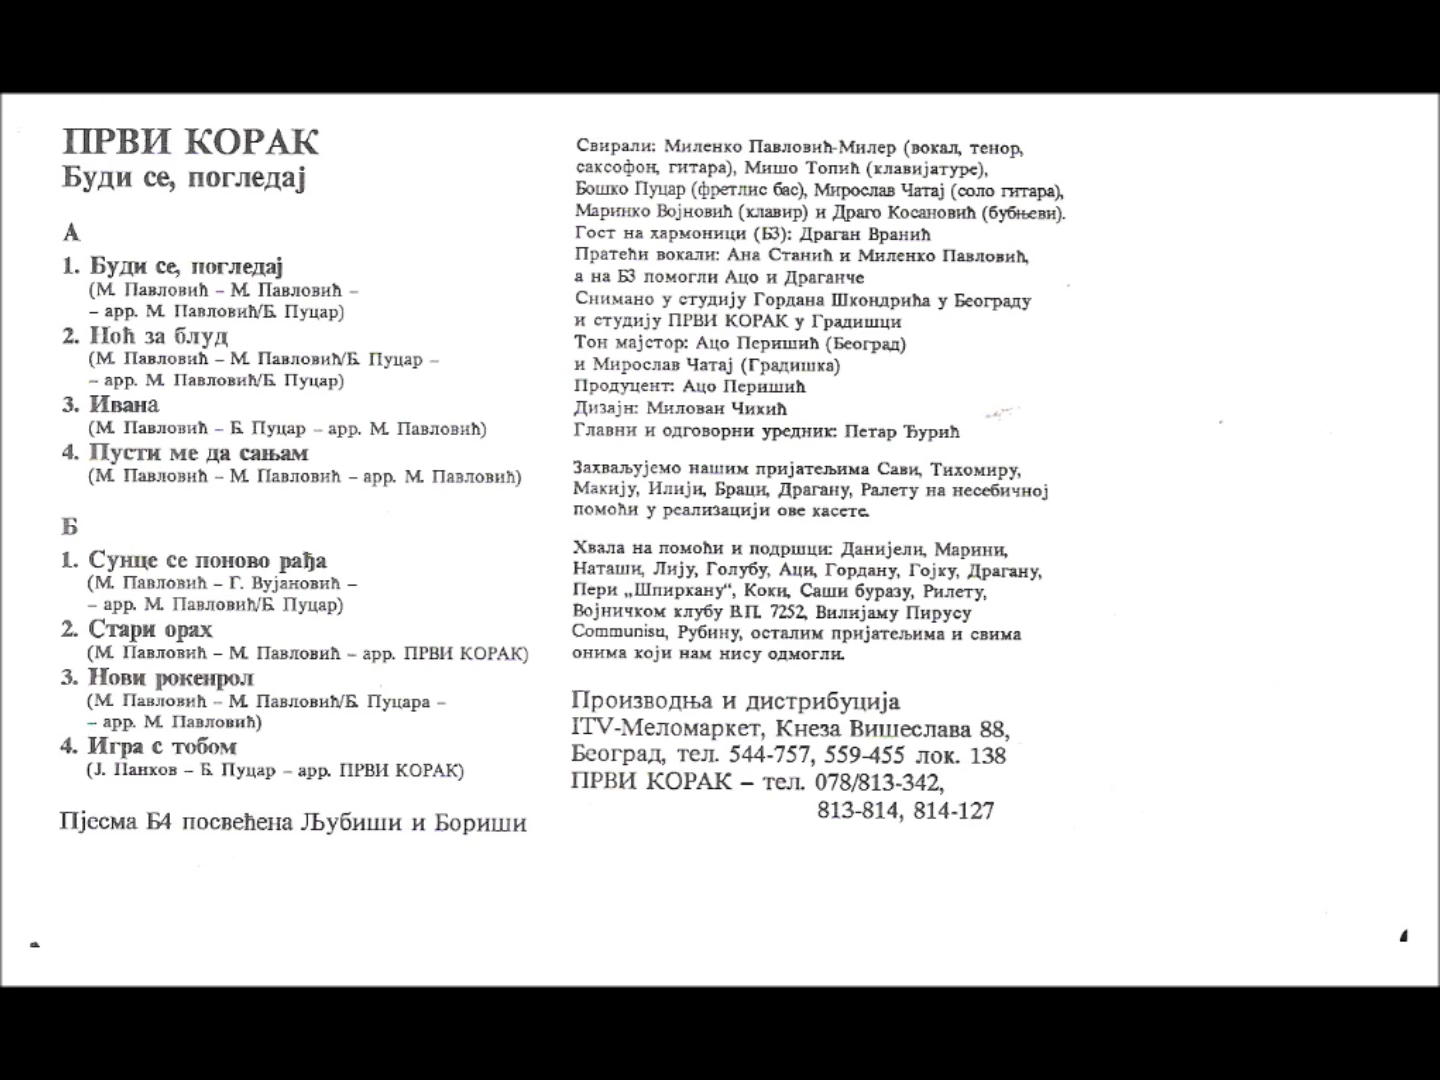 ПРВИ КОРАК
Буди се, погледај
А
1. Буди се, погледај
(М. Павловић – М. Павловић –
– арр. М. Павловић/Б. Пуцар)
2. Ноћ за блуд
(М. Павловић – М. Павловић/Б. Пуцар –
– арр. М. Павловић/Б. Пуцар)
3. Ивана
(М. Павловић – Б. Пуцар – арр. М. Павловић)
4. Пусти ме да сањам
(М. Павловић – М. Павловић – арр. М. Павловић)
Б
1. Сунце се поново рађа
(М. Павловић – Г. Вујановић –
– арр. М. Павловић/Б. Пуцар)
2. Стари орах
(М. Павловић – М. Павловић – арр. ПРВИ КОРАК)
3. Нови рокенрол
(М. Павловић – М. Павловић/Б. Пуцара –
– арр. М. Павловић)
4. Игра с тобом
(Ј. Панков – Б. Пуцар – арр. ПРВИ КОРАК)
Пјесма Б4 посвећена Љубиши и Бориши
Свирали: Миленко Павловић-Милер (вокал, тенор,
саксофон, гитара), Мишо Топић (клавијатуре),
Бошко Пуцар (фретлис бас), Мирослав Чатај (соло гитара),
Маринко Војновић (клавир) и Драго Косановић (бубњеви).
Гост на хармоници (Б3): Драган Вранић
Пратећи вокали: Ана Станић и Миленко Павловић,
а на Б3 помогли Ацо и Драганче
Снимано у студију Гордана Шкондрића у Београду
и студију ПРВИ КОРАК у Градишци
Тон мајстор: Ацо Перишић (Београд)
и Мирослав Чатај (Градишка)
Продуцент: Ацо Перишић
Дизајн: Милован Чихић
Главни и одговорни уредник: Петар Ђурић
Захваљујемо нашим пријатељима Сави, Тихомиру,
Макију, Илији, Браци, Драгану, Ралету на несебичној
помоћи у реализацији ове касете.
Хвала на помоћи и подршци: Данијели, Марини,
Наташи, Лију, Голубу, Аци, Гордану, Гојку, Драгану,
Пери „Шпиркану“, Коки, Саши буразу, Рилету,
Војничком клубу В.П. 7252, Вилијаму Пирусу
Communisu, Рубину, осталим пријатељима и свима
онима који нам нису одмогли.
Производња и дистрибуција
ITV-Меломаркет, Кнеза Вишеслава 88,
Београд, тел. 544-757, 559-455 лок. 138
ПРВИ КОРАК – тел. 078/813-342,
813-814, 814-127